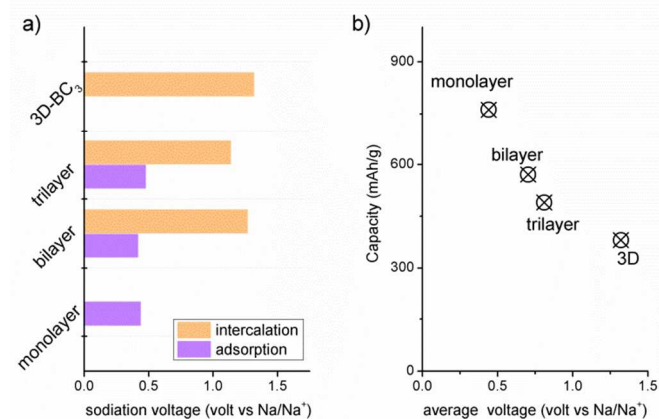 a)
3D-BC₃
trilayer
bilayer
monolayer
intercalation
adsorption
0.0 0.5 1.0 1.5
sodiation voltage (volt vs Na/Na⁺)
b)
Capacity (mAh/g)
900
600
300
0
monolayer
bilayer
trilayer
3D
0.0 0.5 1.0 1.5
average voltage (volt vs Na/Na⁺)